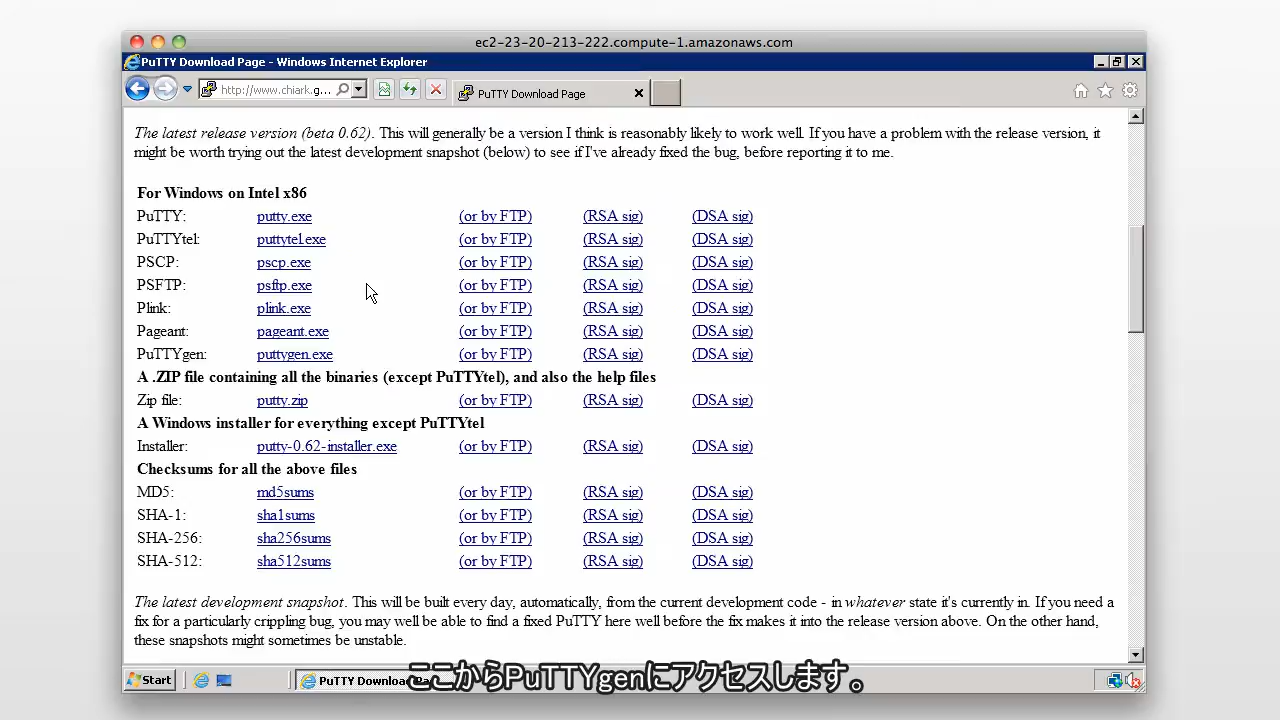 ec2-23-20-213-222.compute-1.amazonaws.com
PuTTY Download Page - Windows Internet Explorer
http://www.chiark.g... PuTTY Download Page
The latest release version (beta 0.62). This will generally be a version I think is reasonably likely to work well. If you have a problem with the release version, it
might be worth trying out the latest development snapshot (below) to see if I've already fixed the bug, before reporting it to me.
For Windows on Intel x86
PuTTY: putty.exe (or by FTP) (RSA sig) (DSA sig)
PuTTYtel: puttytel.exe (or by FTP) (RSA sig) (DSA sig)
PSCP: pscp.exe (or by FTP) (RSA sig) (DSA sig)
PSFTP: psftp.exe (or by FTP) (RSA sig) (DSA sig)
Plink: plink.exe (or by FTP) (RSA sig) (DSA sig)
Pageant: pageant.exe (or by FTP) (RSA sig) (DSA sig)
PuTTYgen: puttygen.exe (or by FTP) (RSA sig) (DSA sig)
A .ZIP file containing all the binaries (except PuTTYtel), and also the help files
Zip file: putty.zip (or by FTP) (RSA sig) (DSA sig)
A Windows installer for everything except PuTTYtel
Installer: putty-0.62-installer.exe (or by FTP) (RSA sig) (DSA sig)
Checksums for all the above files
MD5: md5sums (or by FTP) (RSA sig) (DSA sig)
SHA-1: sha1sums (or by FTP) (RSA sig) (DSA sig)
SHA-256: sha256sums (or by FTP) (RSA sig) (DSA sig)
SHA-512: sha512sums (or by FTP) (RSA sig) (DSA sig)
The latest development snapshot. This will be built every day, automatically, from the current development code - in whatever state it's currently in. If you need a
fix for a particularly crippling bug, you may well be able to find a fixed PuTTY here well before the fix makes it into the release version above. On the other hand,
these snapshots might sometimes be unstable.
Start PuTTY Download
ここからPuTTYgenにアクセスします。